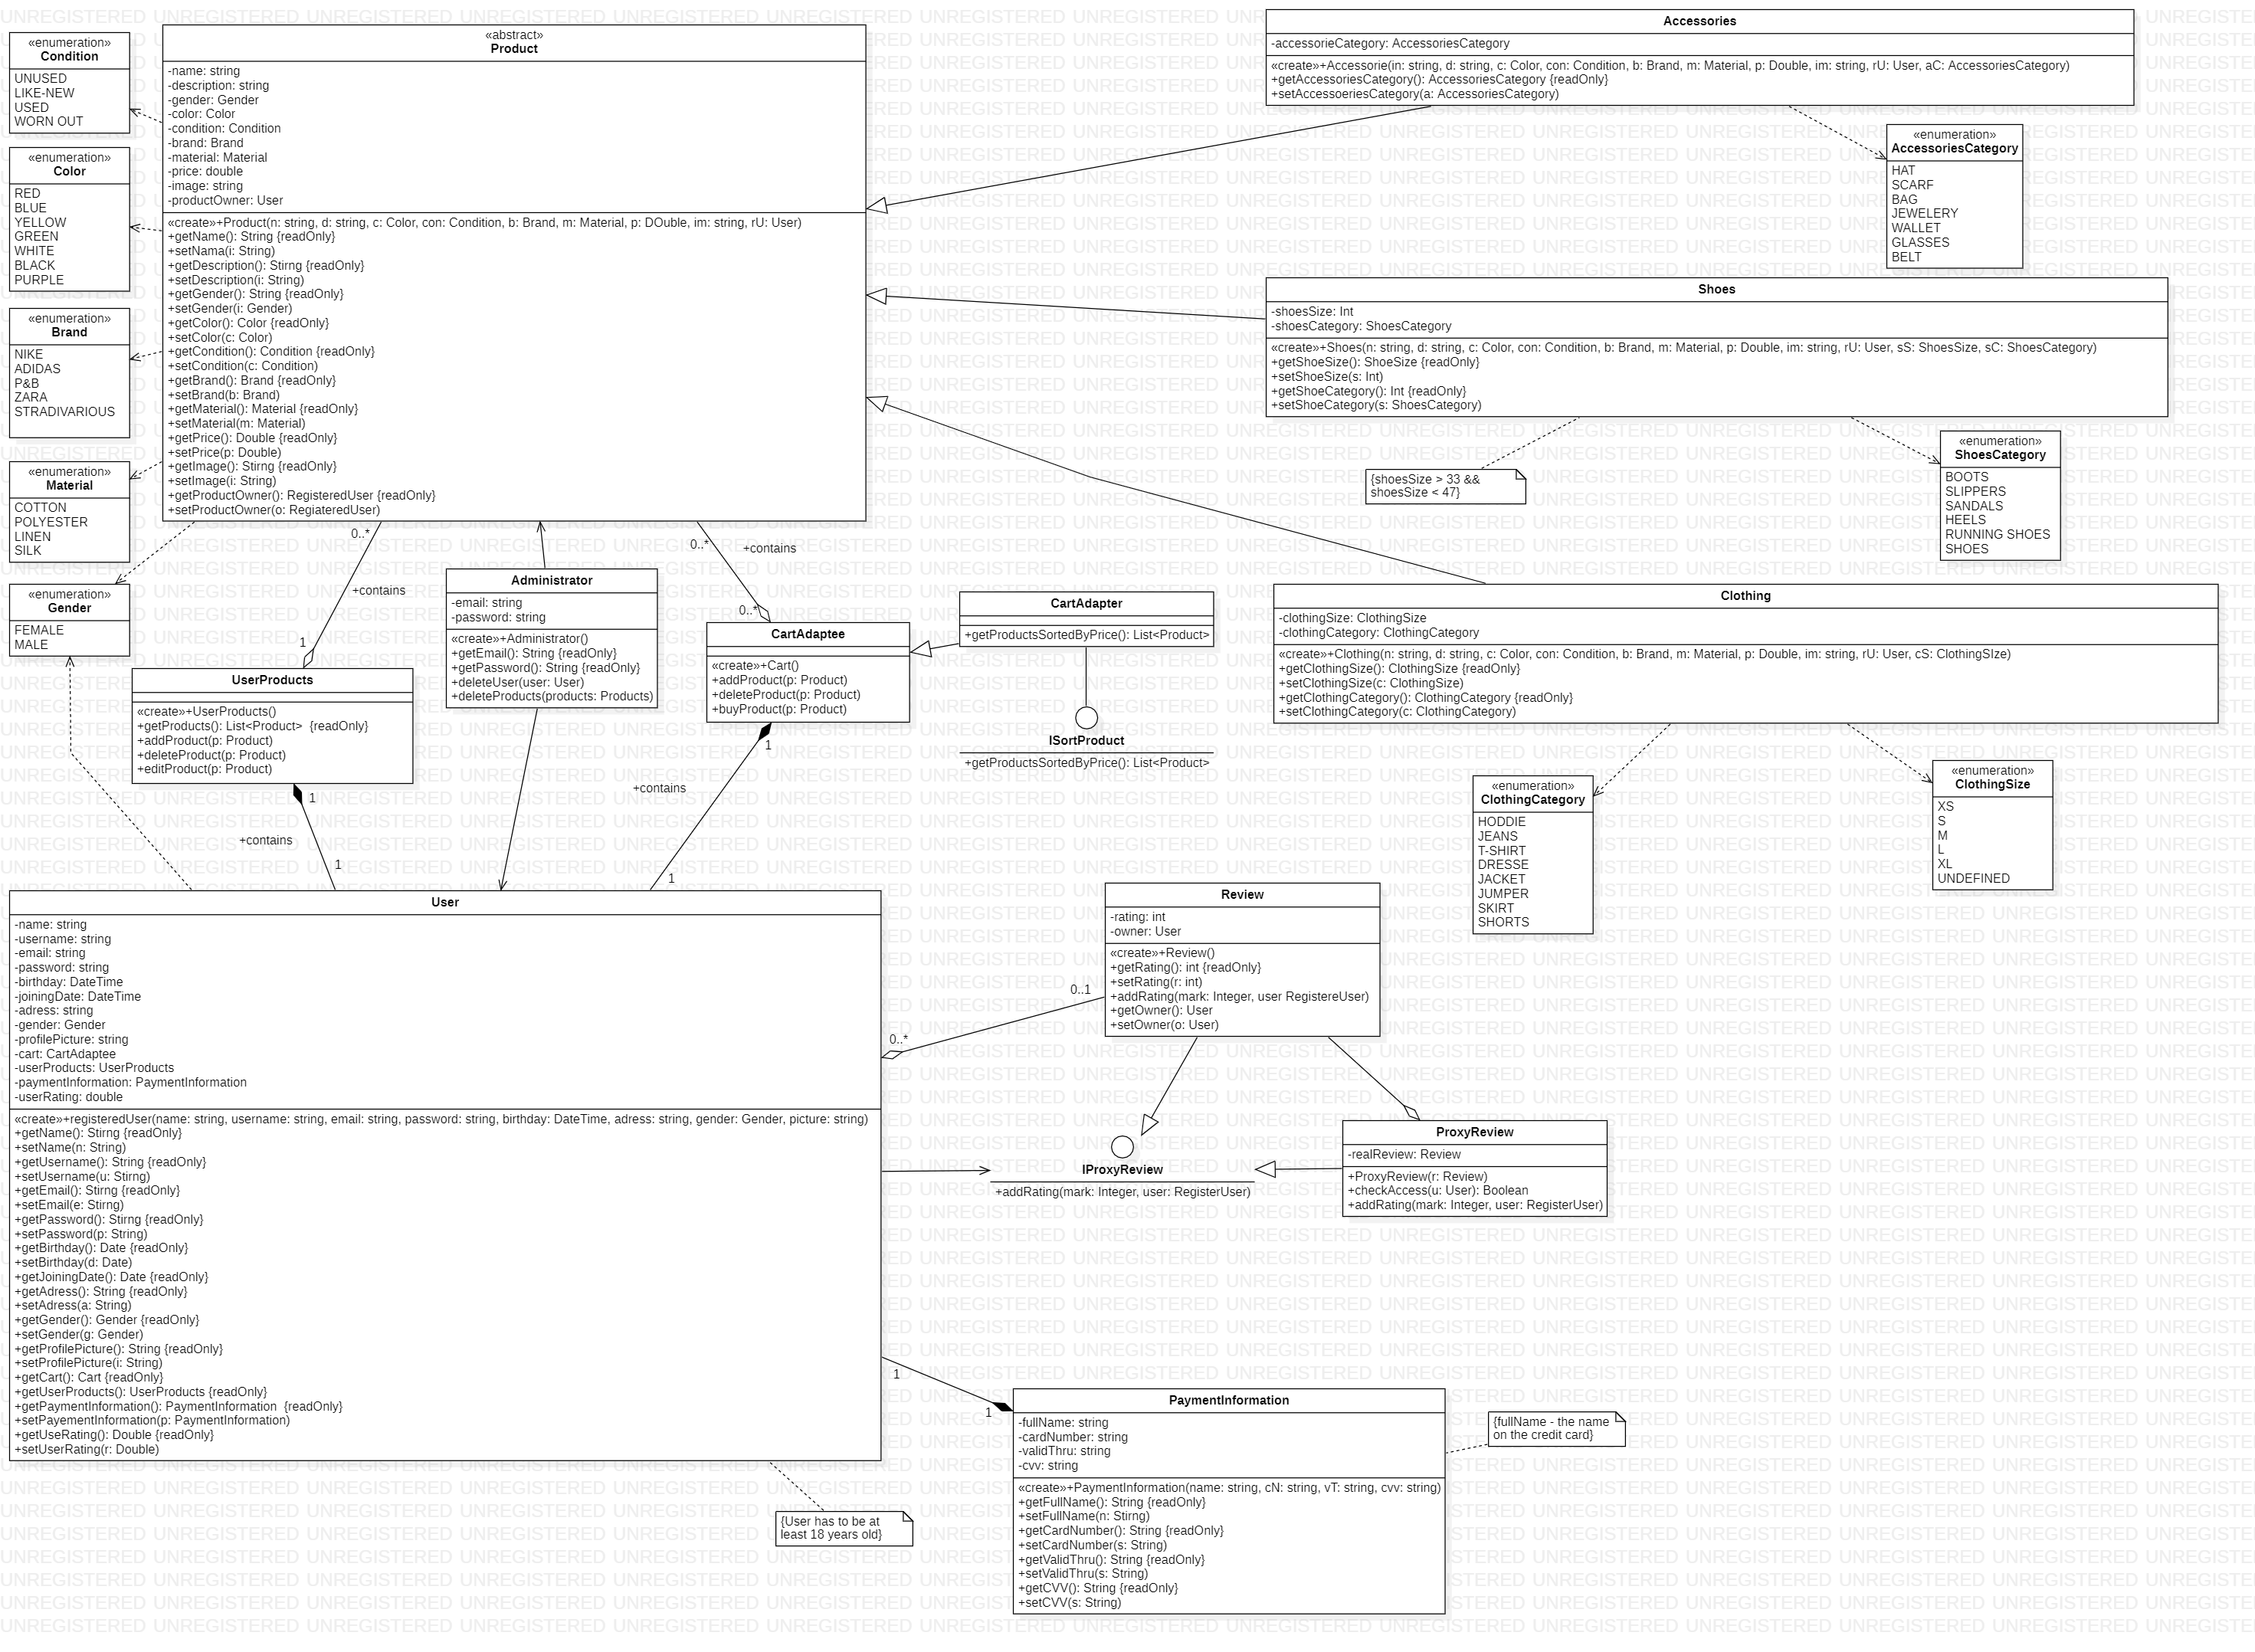 «enumeration»
Condition
UNUSED
LIKE-NEW
USED
WORN OUT
«enumeration»
Color
RED
BLUE
YELLOW
GREEN
WHITE
BLACK
PURPLE
«enumeration»
Brand
NIKE
ADIDAS
P&B
ZARA
STRADIVARIOUS
«enumeration»
Material
COTTON
POLYESTER
LINEN
SILK
«enumeration»
Gender
FEMALE
MALE
«abstract»
Product
-name: string
-description: string
-gender: Gender
-color: Color
-condition: Condition
-brand: Brand
-material: Material
-price: double
-image: string
-productOwner: User
«create»+Product(n: string, d: string, c: Color, con: Condition, b: Brand, m: Material, p: DOuble, im: string, rU: User)
+getName(): String {readOnly}
+setNama(i: String)
+getDescription(): Stirng {readOnly}
+setDescription(i: String)
+getGender(): String {readOnly}
+setGender(i: Gender)
+getColor(): Color {readOnly}
+setColor(c: Color)
+getCondition(): Condition {readOnly}
+setCondition(c: Condition)
+getBrand(): Brand {readOnly}
+setBrand(b: Brand)
+getMaterial(): Material {readOnly}
+setMaterial(m: Material)
+getPrice(): Double {readOnly}
+setPrice(p: Double)
+getImage(): Stirng {readOnly}
+setImage(i: String)
+getProductOwner(): RegisteredUser {readOnly}
+setProductOwner(o: RegiateredUser)
Accessories
-accessorieCategory: AccessoriesCategory
«create»+Accessorie(in: string, d: string, c: Color, con: Condition, b: Brand, m: Material, p: Double, im: string, rU: User, aC: AccessoriesCategory)
+getAccessoriesCategory(): AccessoriesCategory {readOnly}
+setAccessoeriesCategory(a: AccessoriesCategory)
«enumeration»
AccessoriesCategory
HAT
SCARF
BAG
JEWELERY
WALLET
GLASSES
BELT
Shoes
-shoesSize: Int
-shoesCategory: ShoesCategory
«create»+Shoes(n: string, d: string, c: Color, con: Condition, b: Brand, m: Material, p: Double, im: string, rU: User, sS: ShoesSize, sC: ShoesCategory)
+getShoeSize(): ShoeSize {readOnly}
+setShoeSize(s: Int)
+getShoeCategory(): Int {readOnly}
+setShoeCategory(s: ShoesCategory)
{shoesSize > 33 &&
shoesSize < 47}
«enumeration»
ShoesCategory
BOOTS
SLIPPERS
SANDALS
HEELS
RUNNING SHOES
SHOES
0..*
+contains
1
0..*
+contains
0..*
Administrator
-email: string
-password: string
«create»+Administrator()
+getEmail(): String {readOnly}
+getPassword(): String {readOnly}
+deleteUser(user: User)
+deleteProducts(products: Products)
CartAdaptee
«create»+Cart()
+addProduct(p: Product)
+deleteProduct(p: Product)
+buyProduct(p: Product)
CartAdapter
+getProductsSortedByPrice(): List<Product>
ISortProduct
+getProductsSortedByPrice(): List<Product>
Clothing
-clothingSize: ClothingSize
-clothingCategory: ClothingCategory
«create»+Clothing(n: string, d: string, c: Color, con: Condition, b: Brand, m: Material, p: Double, im: string, rU: User, cS: ClothingSIze)
+getClothingSize(): ClothingSize {readOnly}
+setClothingSize(c: ClothingSize)
+getClothingCategory(): ClothingCategory {readOnly}
+setClothingCategory(c: ClothingCategory)
UserProducts
«create»+UserProducts()
+getProducts(): List<Product>  {readOnly}
+addProduct(p: Product)
+deleteProduct(p: Product)
+editProduct(p: Product)
1
+contains
1
1
+contains
1
«enumeration»
ClothingCategory
HODDIE
JEANS
T-SHIRT
DRESSE
JACKET
JUMPER
SKIRT
SHORTS
«enumeration»
ClothingSize
XS
S
M
L
XL
UNDEFINED
User
-name: string
-username: string
-email: string
-password: string
-birthday: DateTime
-joiningDate: DateTime
-adress: string
-gender: Gender
-profilePicture: string
-cart: CartAdaptee
-userProducts: UserProducts
-paymentInformation: PaymentInformation
-userRating: double
«create»+registeredUser(name: string, username: string, email: string, password: string, birthday: DateTime, adress: string, gender: Gender, picture: string)
+getName(): Stirng {readOnly}
+setName(n: String)
+getUsername(): String {readOnly}
+setUsername(u: Stirng)
+getEmail(): Stirng {readOnly}
+setEmail(e: Stirng)
+getPassword(): Stirng {readOnly}
+setPassword(p: String)
+getBirthday(): Date {readOnly}
+setBirthday(d: Date)
+getJoiningDate(): Date {readOnly}
+getAdress(): String {readOnly}
+setAdress(a: String)
+getGender(): Gender {readOnly}
+setGender(g: Gender)
+getProfilePicture(): String {readOnly}
+setProfilePicture(i: String)
+getCart(): Cart {readOnly}
+getUserProducts(): UserProducts {readOnly}
+getPaymentInformation(): PaymentInformation  {readOnly}
+setPayementInformation(p: PaymentInformation)
+getUseRating(): Double {readOnly}
+setUserRating(r: Double)
{User has to be at
least 18 years old}
0..1
0..*
Review
-rating: int
-owner: User
«create»+Review()
+getRating(): int {readOnly}
+setRating(r: int)
+addRating(mark: Integer, user RegistereUser)
+getOwner(): User
+setOwner(o: User)
IProxyReview
+addRating(mark: Integer, user: RegisterUser)
ProxyReview
-realReview: Review
+ProxyReview(r: Review)
+checkAccess(u: User): Boolean
+addRating(mark: Integer, user: RegisterUser)
1
1
PaymentInformation
-fullName: string
-cardNumber: string
-validThru: string
-cvv: string
«create»+PaymentInformation(name: string, cN: string, vT: string, cvv: string)
+getFullName(): String {readOnly}
+setFullName(n: Stirng)
+getCardNumber(): String {readOnly}
+setCardNumber(s: String)
+getValidThru(): String {readOnly}
+setValidThru(s: String)
+getCVV(): String {readOnly}
+setCVV(s: String)
{fullName - the name
on the credit card}
UNREGISTERED